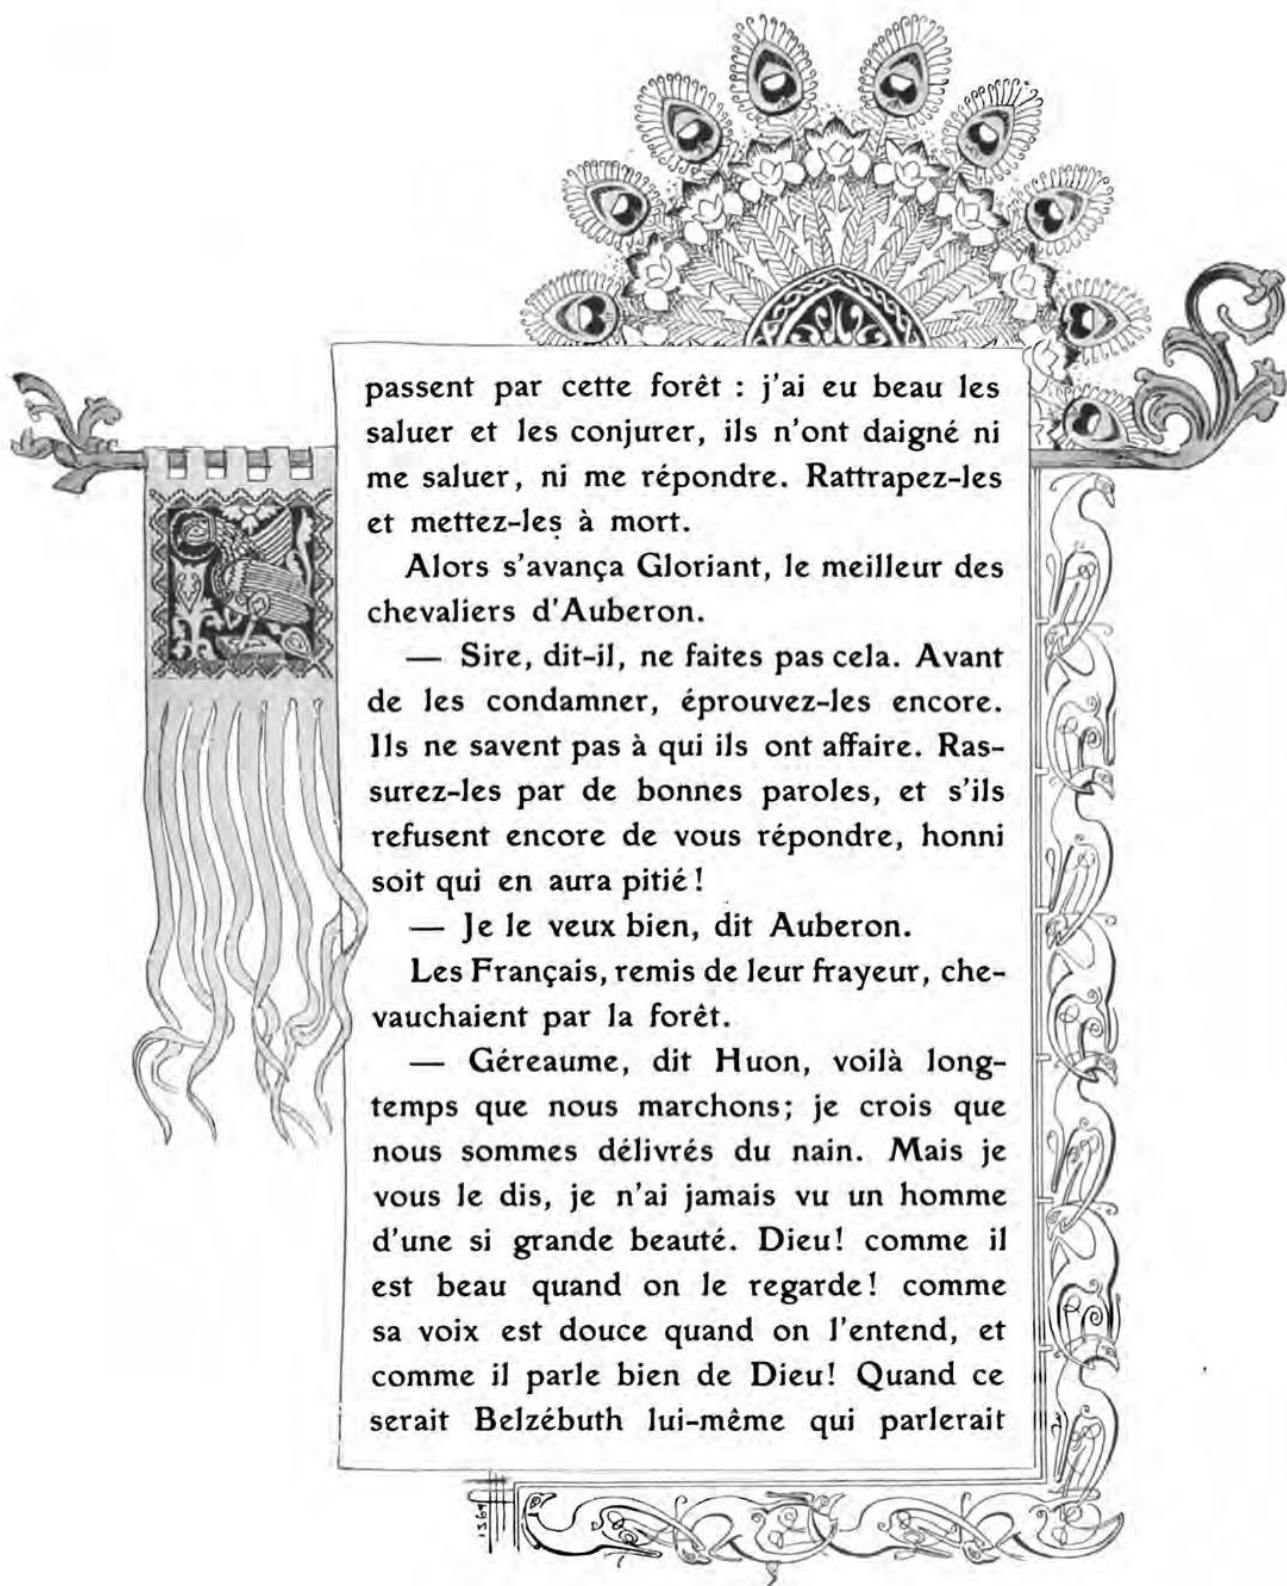 passent par cette forêt : j'ai eu beau les
saluer et les conjurer, ils n'ont daigné ni
me saluer, ni me répondre. Rattrapez-les
et mettez-les à mort.
Alors s'avança Gloriant, le meilleur des
chevaliers d'Auberon.
— Sire, dit-il, ne faites pas cela. Avant
de les condamner, éprouvez-les encore.
Ils ne savent pas à qui ils ont affaire. Ras-
surez-les par de bonnes paroles, et s'ils
refusent encore de vous répondre, honni
soit qui en aura pitié !
— Je le veux bien, dit Auberon.
Les Français, remis de leur frayeur, che-
vauchaient par la forêt.
— Géreaume, dit Huon, voilà long-
temps que nous marchons; je crois que
nous sommes délivrés du nain. Mais je
vous le dis, je n'ai jamais vu un homme
d'une si grande beauté. Dieu! comme il
est beau quand on le regarde! comme
sa voix est douce quand on l'entend, et
comme il parle bien de Dieu! Quand ce
serait Belzébuth lui-même qui parlerait